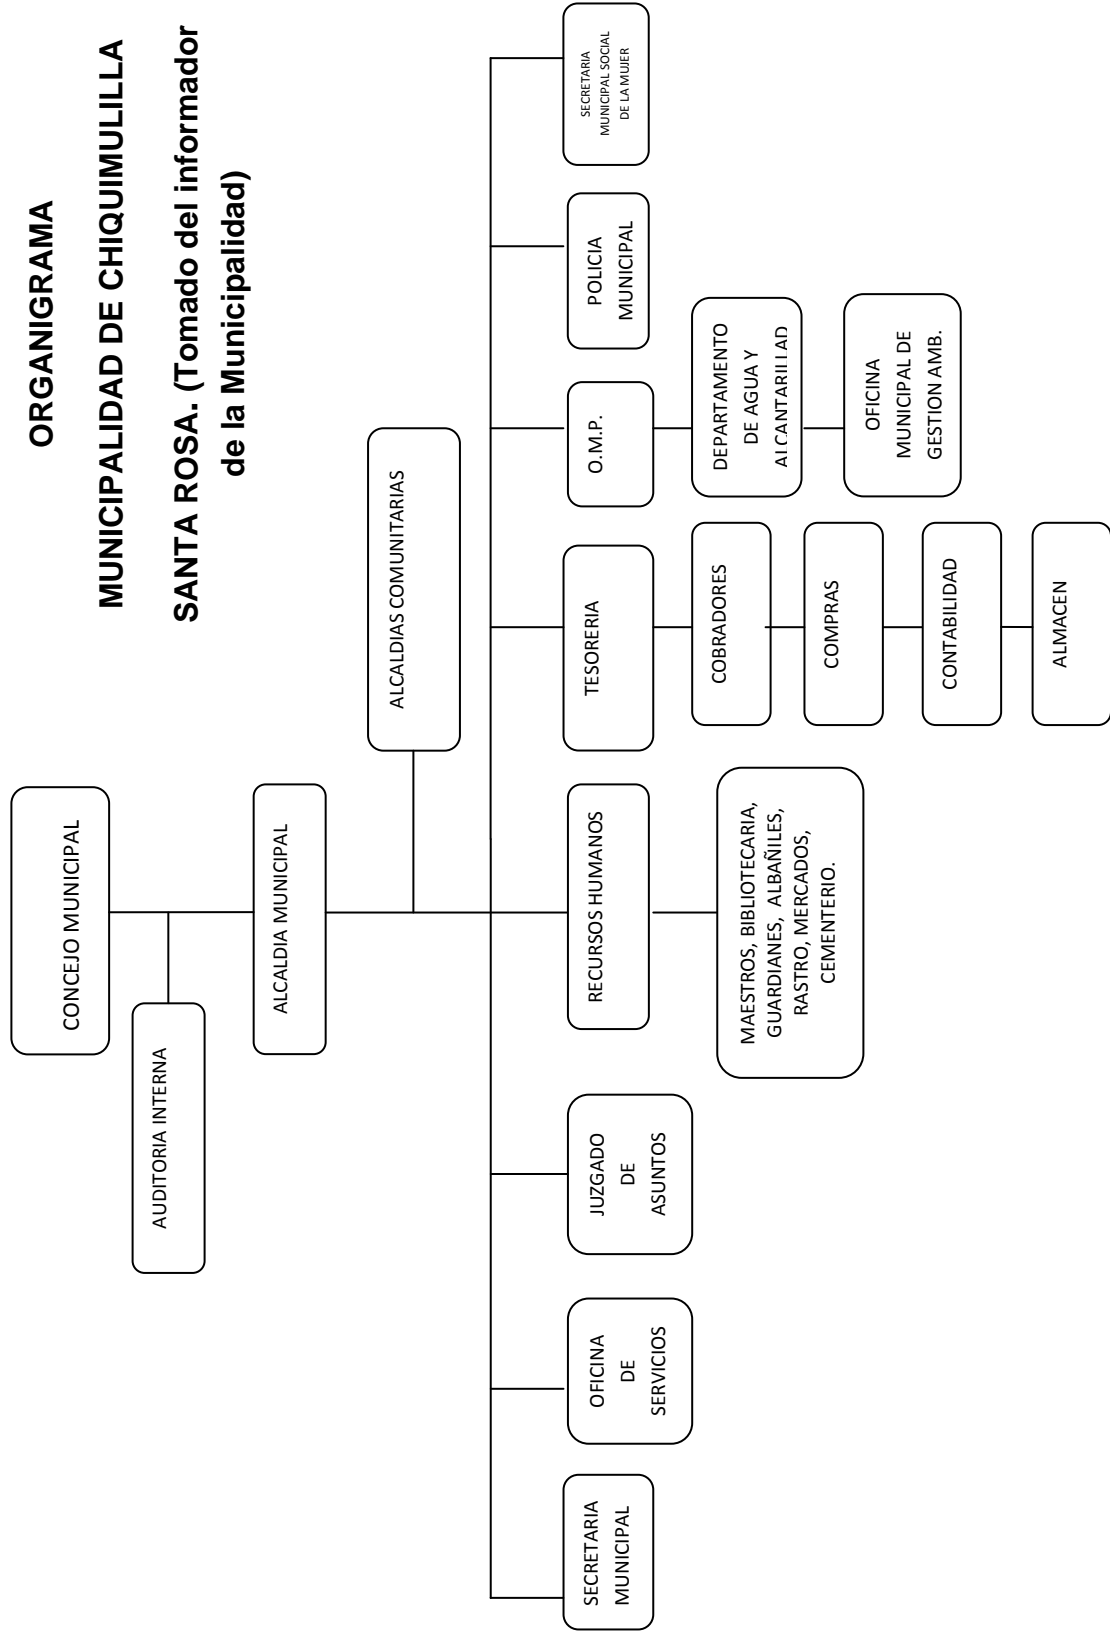 ORGANIGRAMA
MUNICIPALIDAD DE CHIQUIMULILLA
SANTA ROSA. (Tomado del informador
de la Municipalidad)
CONCEJO MUNICIPAL
AUDITORIA INTERNA
ALCALDIA MUNICIPAL
ALCALDIAS COMUNITARIAS
SECRETARIA
MUNICIPAL
OFICINA
DE
SERVICIOS
JUZGADO
DE
ASUNTOS
RECURSOS HUMANOS
MAESTROS, BIBLIOTECARIA,
GUARDIANES, ALBAÑILES,
RASTRO, MERCADOS,
CEMENTERIO.
TESORERIA
COBRADORES
COMPRAS
CONTABILIDAD
ALMACEN
O.M.P.
DEPARTAMENTO
DE AGUA Y
ALCANTARILLAD
OFICINA
MUNICIPAL DE
GESTION AMB.
POLICIA
MUNICIPAL
SECRETARIA
MUNICIPAL SOCIAL
DE LA MUJER